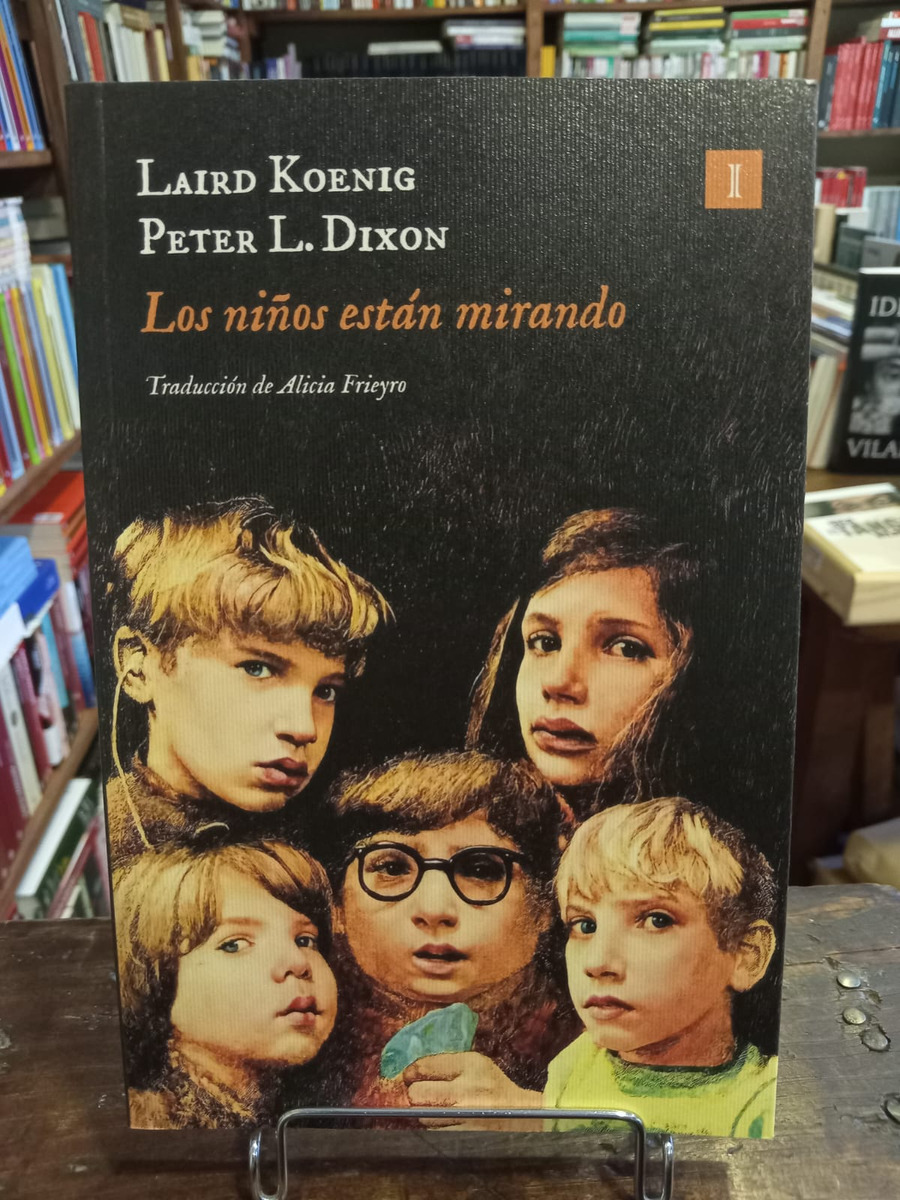 Laird Koenig
Peter L. Dixon
I
Los niños están mirando
Traducción de Alicia Frieyro